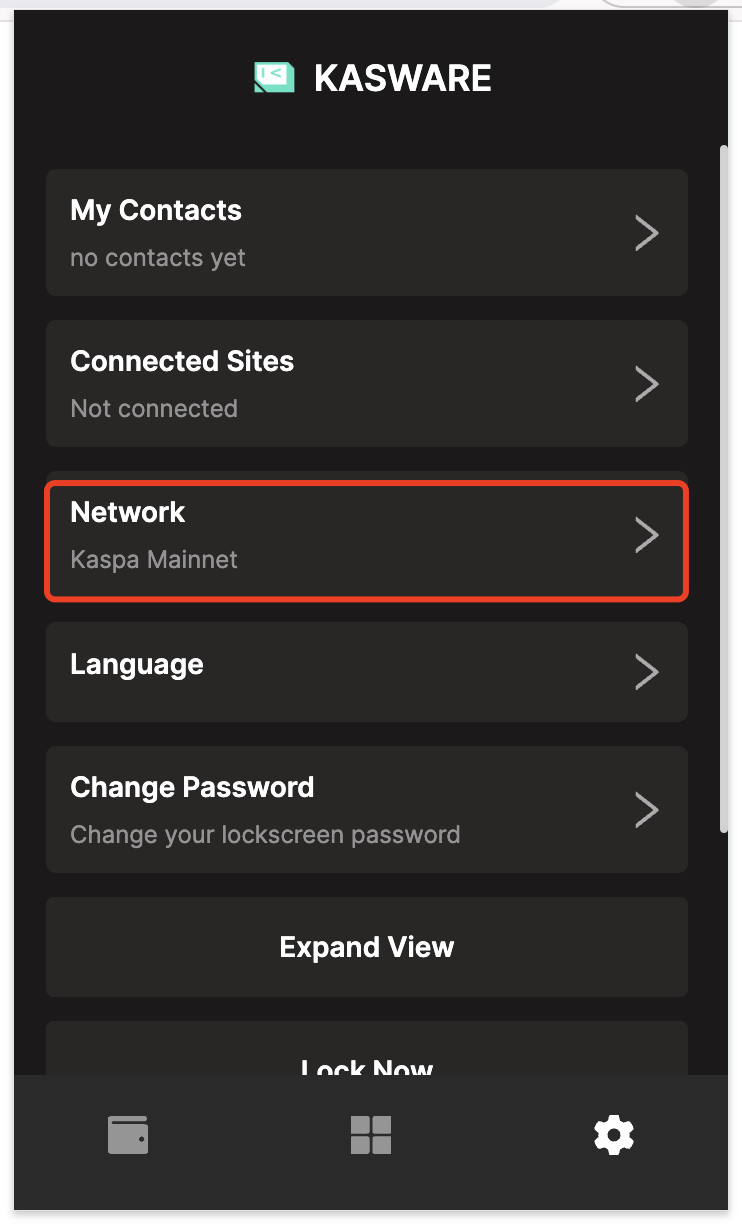 KASWARE
My Contacts
no contacts yet
Connected Sites
Not connected
Network
Kaspa Mainnet
Language
Change Password
Change your lockscreen password
Expand View
Lock Now